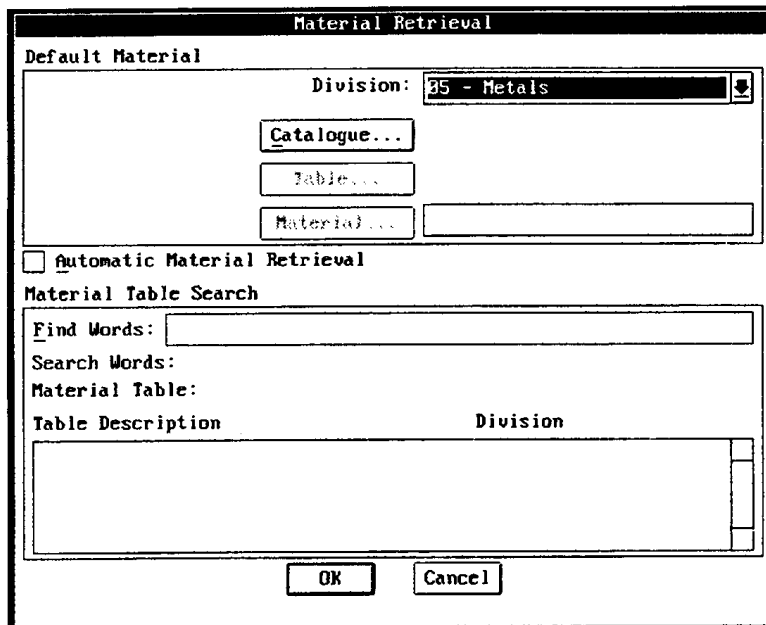 Material Retrieval
Default Material
Division: 05 - Metals
Catalogue...
Table...
Material...
Automatic Material Retrieval
Material Table Search
Find Words:
Search Words:
Material Table:
Table Description Division
OK Cancel